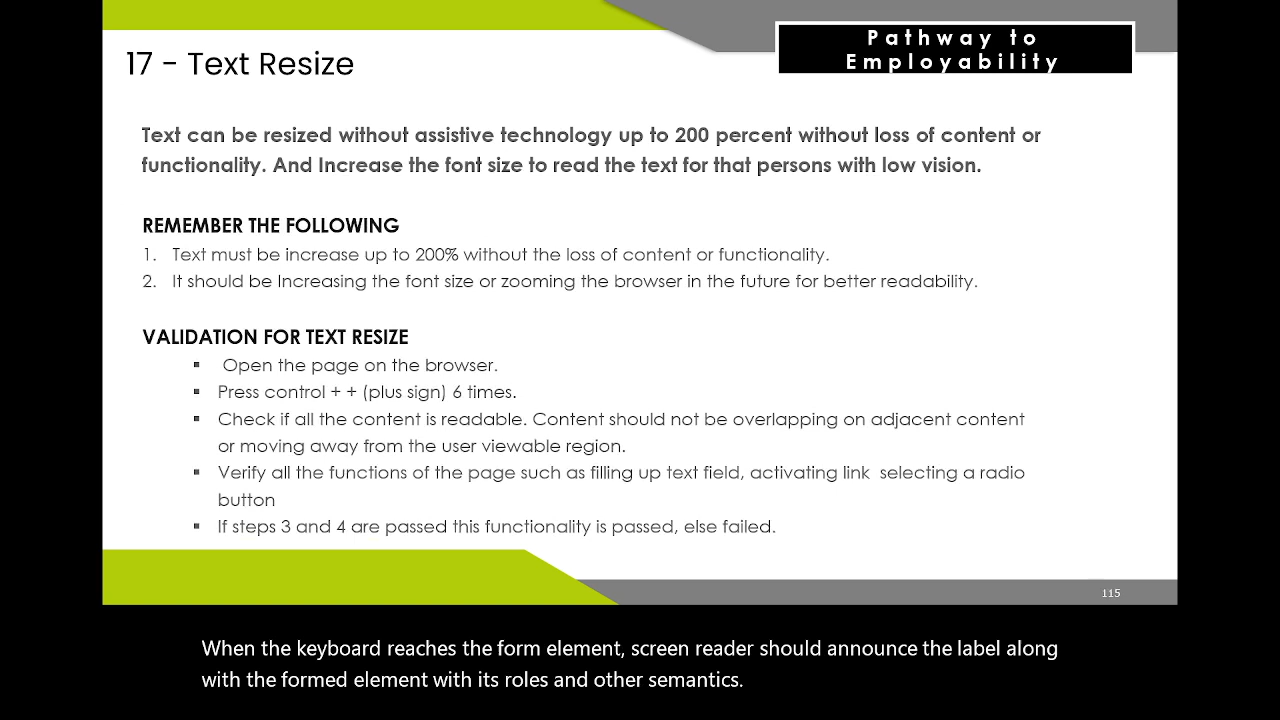 Pathway to
Employability
17 - Text Resize
Text can be resized without assistive technology up to 200 percent without loss of content or
functionality. And Increase the font size to read the text for that persons with low vision.
REMEMBER THE FOLLOWING
1. Text must be increase up to 200% without the loss of content or functionality.
2. It should be Increasing the font size or zooming the browser in the future for better readability.
VALIDATION FOR TEXT RESIZE
▪ Open the page on the browser.
▪ Press control + + (plus sign) 6 times.
▪ Check if all the content is readable. Content should not be overlapping on adjacent content
or moving away from the user viewable region.
▪ Verify all the functions of the page such as filling up text field, activating link selecting a radio
button
▪ If steps 3 and 4 are passed this functionality is passed, else failed.
115
When the keyboard reaches the form element, screen reader should announce the label along
with the formed element with its roles and other semantics.